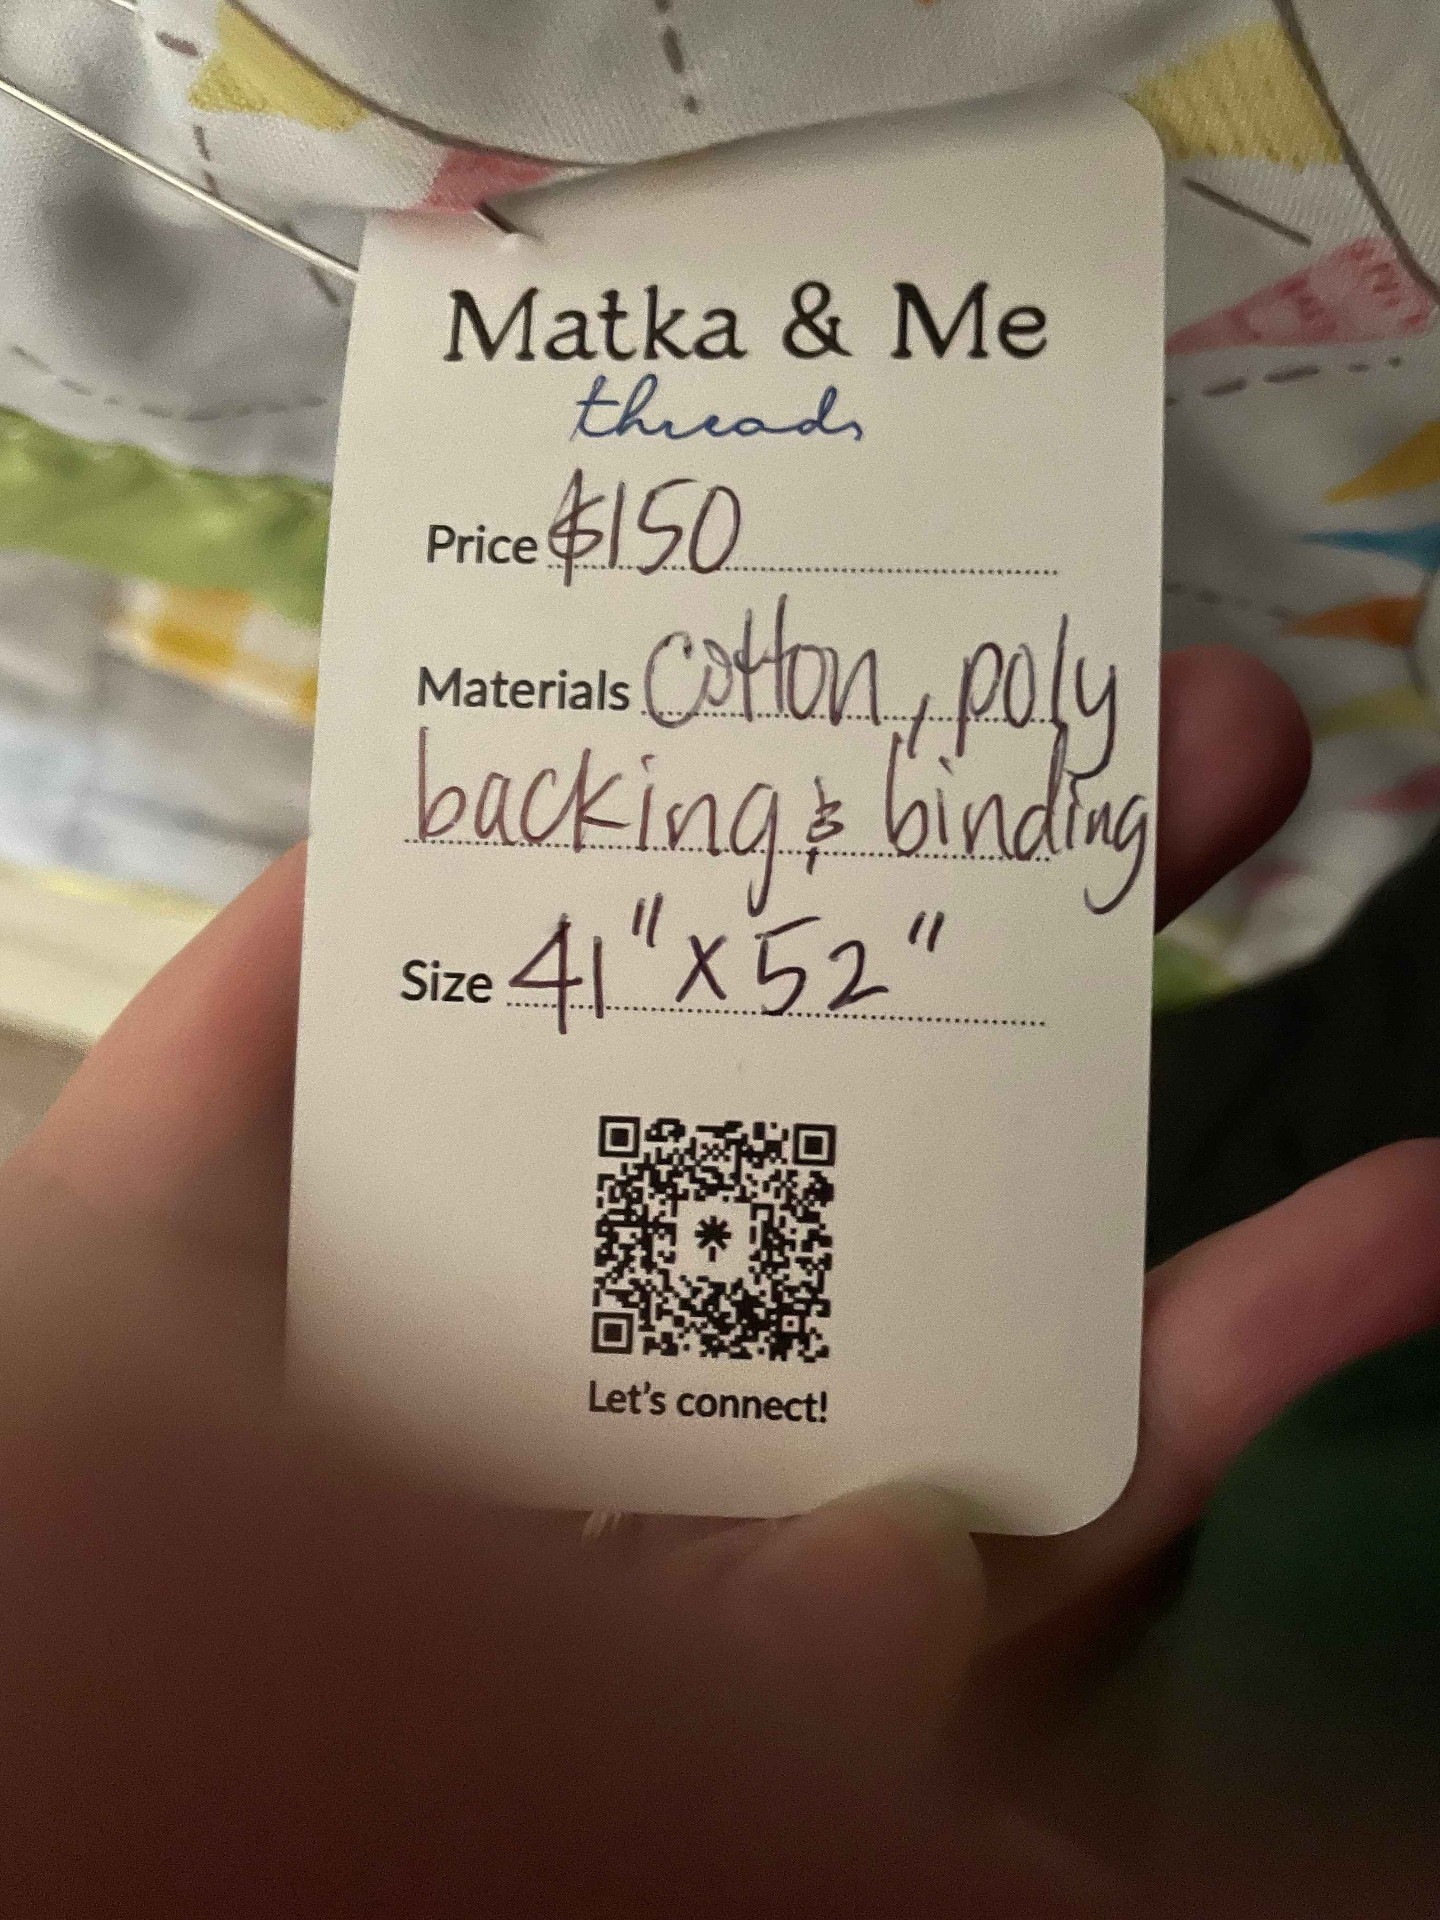 Matka & Me
threads
Price $150
Materials Cotton, poly
backing & binding
Size 41" x 52"
Let's connect!